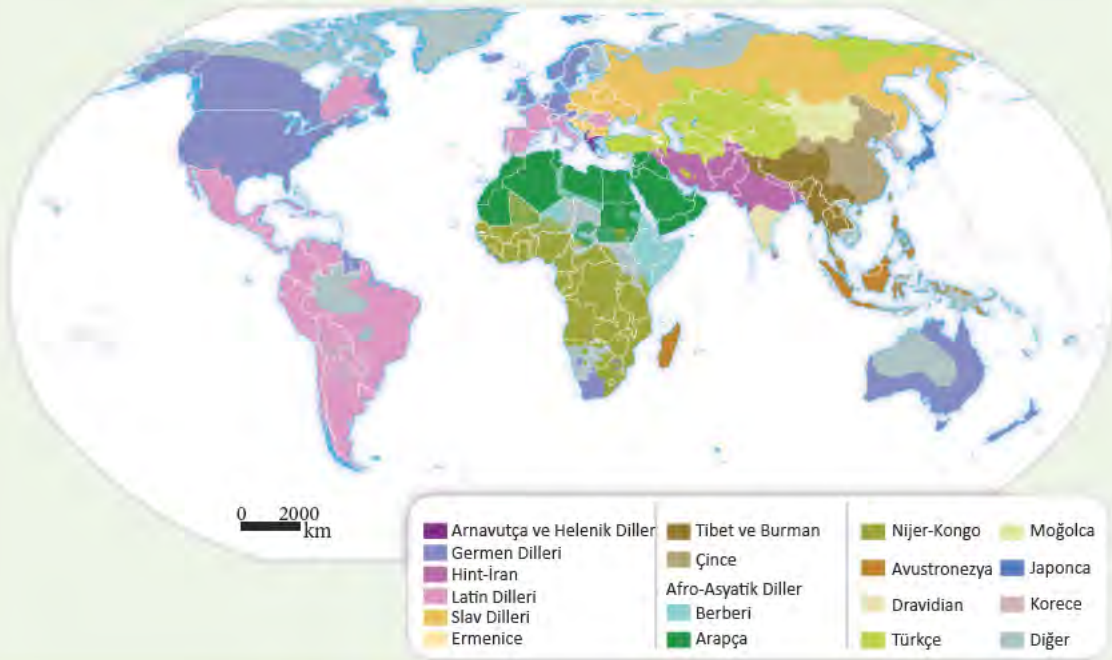 0 2000
km
Arnavutça ve Helenik Diller
Germen Dilleri
Hint-İran
Latin Dilleri
Slav Dilleri
Ermenice
Tibet ve Burman
Çince
Afro-Asyatik Diller
Berberi
Arapça
Nijer-Kongo
Avustronezya
Dravidian
Türkçe
Moğolca
Japonca
Korece
Diğer